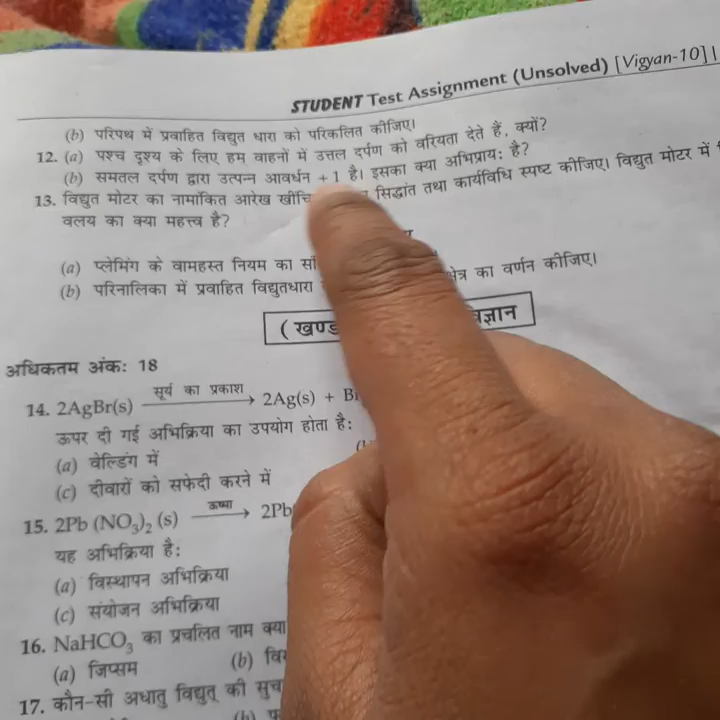 STUDENT Test Assignment (Unsolved) [Vigyan-10]
(b) परिपथ में प्रवाहित विद्युत धारा को परिकलित कीजिए।
12. (a) पश्च दृश्य के लिए हम वाहनों में उत्तल दर्पण को वरियता देते हैं, क्यों?
(b) समतल दर्पण द्वारा उत्पन्न आवर्धन +1 है। इसका क्या अभिप्राय: है?
13. विद्युत मोटर का नामांकित आरेख सिद्धांत तथा कार्यविधि स्पष्ट कीजिए। विद्युत मोटर में
वलय का क्या महत्त्व है?
(a) प्लेमिंग के वामहस्त नियम का
(b) परिनालिका में प्रवाहित विद्युतधारा का वर्णन कीजिए।
अधिकतम अंक: 18
14. 2AgBr(s) सूर्य का प्रकाश → 2Ag(s) +
ऊपर दी गई अभिक्रिया का उपयोग होता है:
(a) वेल्डिंग में
(c) दीवारों को सफेदी करने में
15. 2Pb (NO₃)₂ (s) ऊष्मा → 2Pb
यह अभिक्रिया है:
(a) विस्थापन अभिक्रिया
(c) संयोजन अभिक्रिया
16. NaHCO₃ का प्रचलित नाम क्या
(a) जिप्सम (b)
17. कौन-सी अधातु विद्युत् की